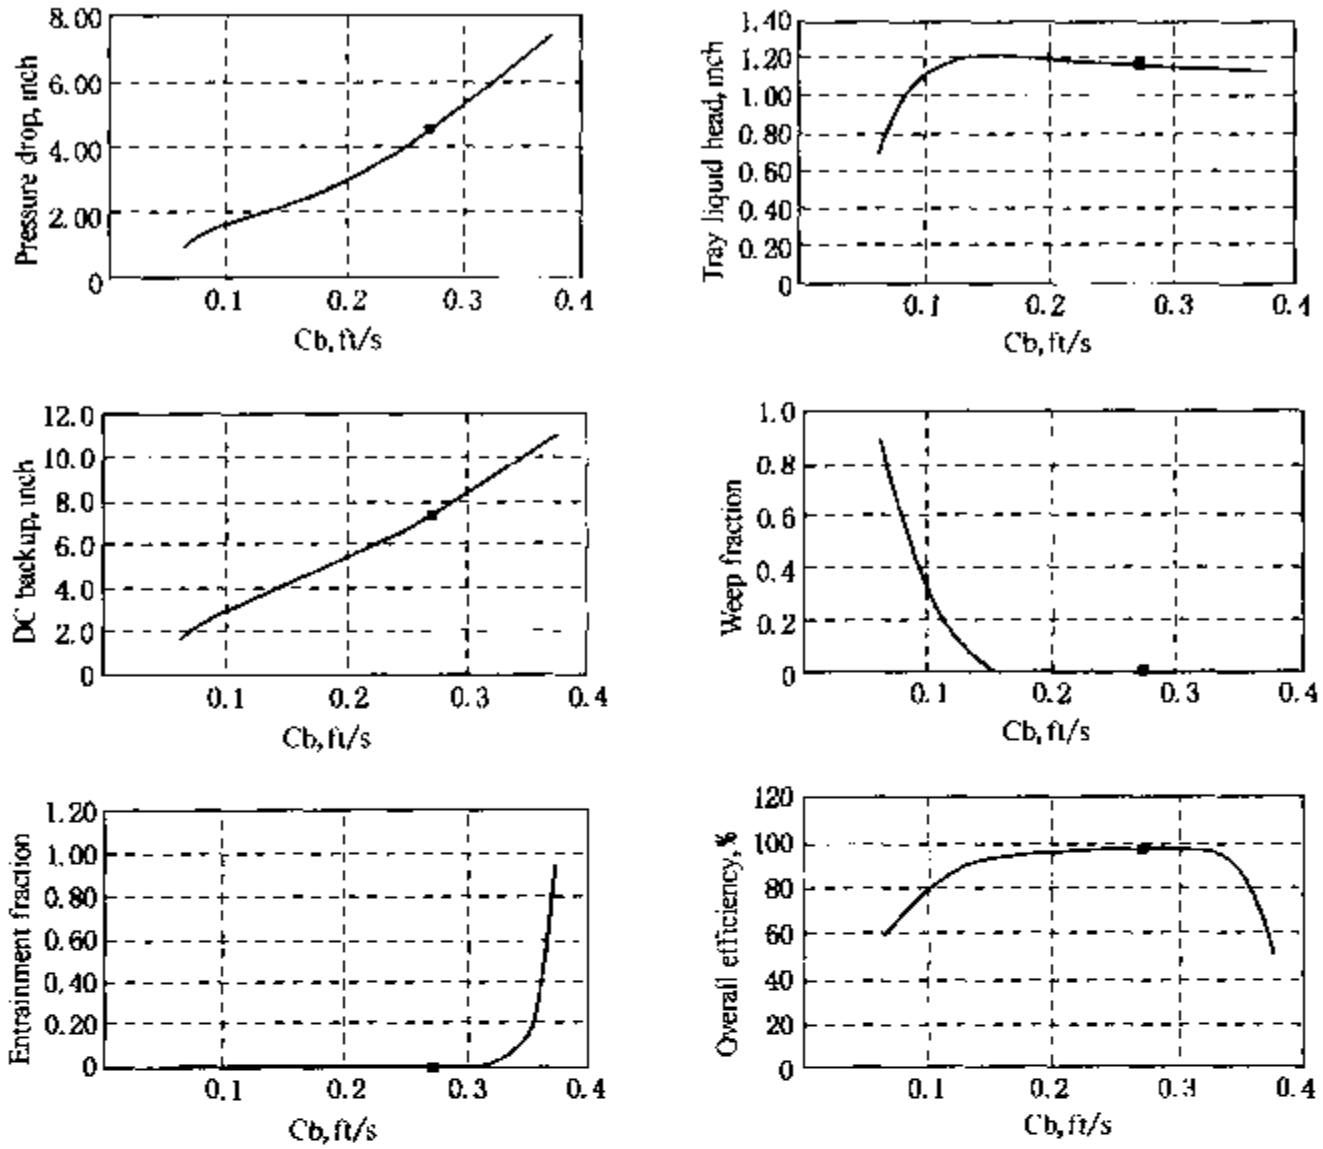 Pressure drop, inch
8.00
6.00
4.00
2.00
0
0.1 0.2 0.3 0.4
Cb, ft/s
Tray liquid head, inch
1.40
1.20
1.00
0.80
0.60
0.40
0.20
0
0.1 0.2 0.3 0.4
Cb, ft/s
DC backup, inch
12.0
10.0
8.0
6.0
4.0
2.0
0
0.1 0.2 0.3 0.4
Cb, ft/s
Weep fraction
1.0
0.8
0.6
0.4
0.2
0
0.1 0.2 0.3 0.4
Cb, ft/s
Entrainment fraction
1.20
1.00
0.80
0.60
0.40
0.20
0
0.1 0.2 0.3 0.4
Cb, ft/s
Overall efficiency, %
120
100
80
60
40
20
0
0.1 0.2 0.3 0.4
Cb, ft/s